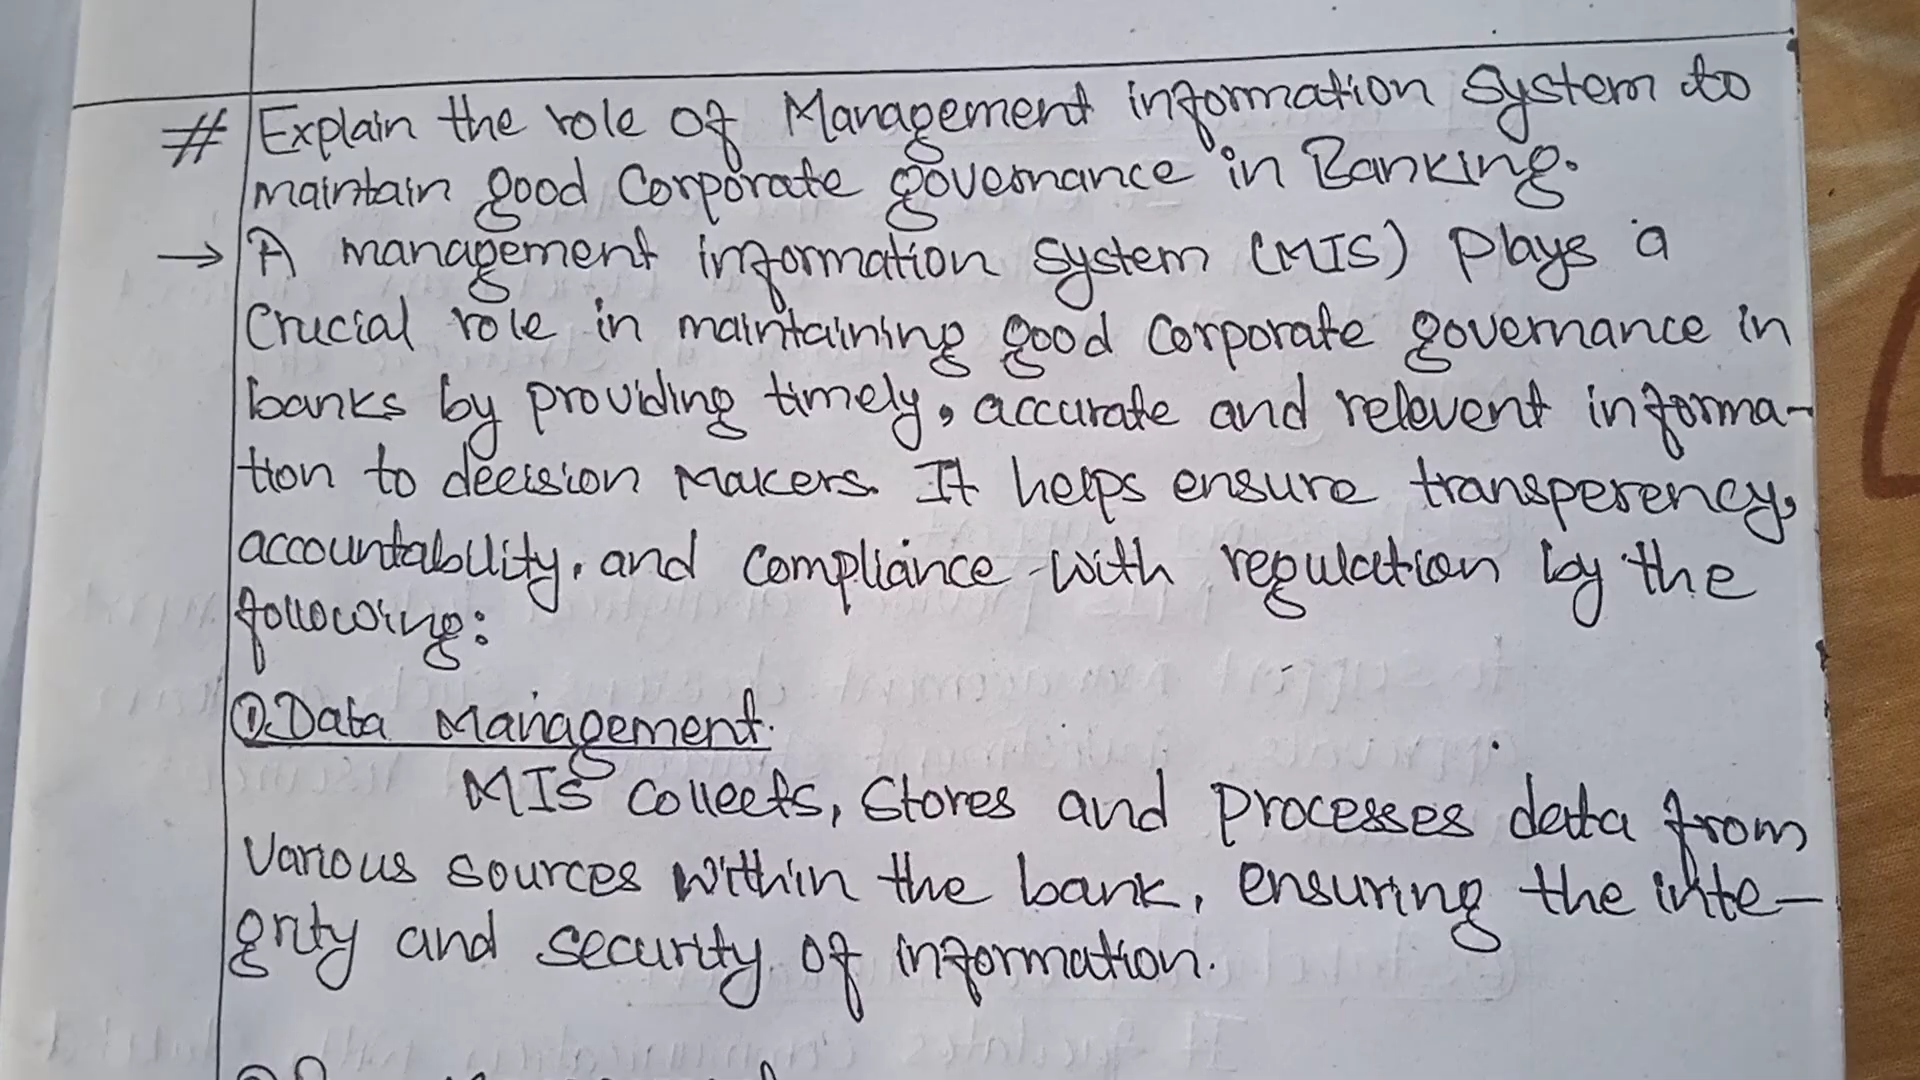 # Explain the role of Management information system to
maintain good Corporate governance in Banking.
→ A management information system (MIS) plays a
Crucial role in maintaining good corporate governance in
banks by providing timely, accurate and relevent informa-
tion to decision makers. It helps ensure transperency,
accountability, and compliance with regulation by the
following:
①.Data Management.
MIS collects, stores and processes data from
Various sources within the bank, ensuring the inte-
grity and security of information.